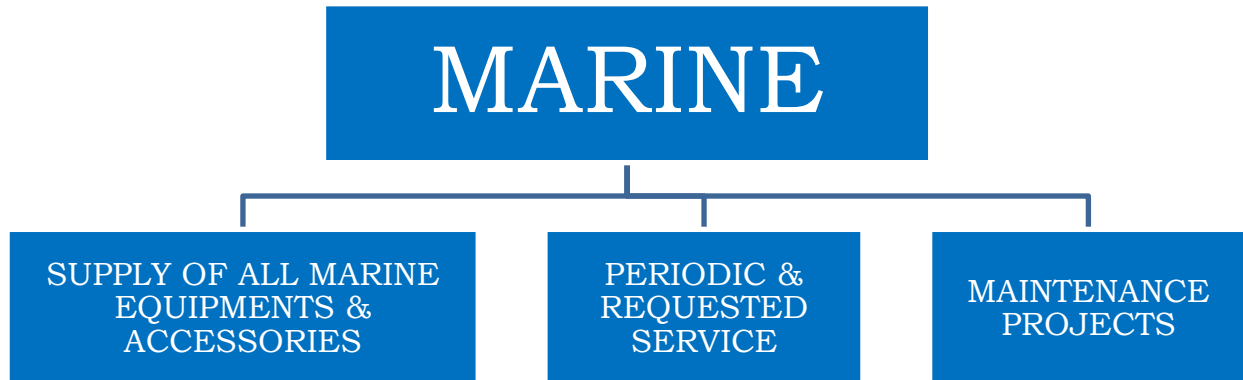 MARINE
SUPPLY OF ALL MARINE
EQUIPMENTS &
ACCESSORIES
PERIODIC &
REQUESTED
SERVICE
MAINTENANCE
PROJECTS